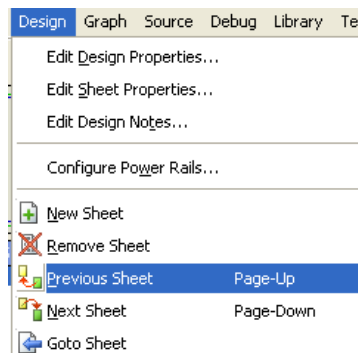 Design Graph Source Debug Library Te
Edit Design Properties...
Edit Sheet Properties...
Edit Design Notes...
Configure Power Rails...
New Sheet
Remove Sheet
Previous Sheet Page-Up
Next Sheet Page-Down
Goto Sheet